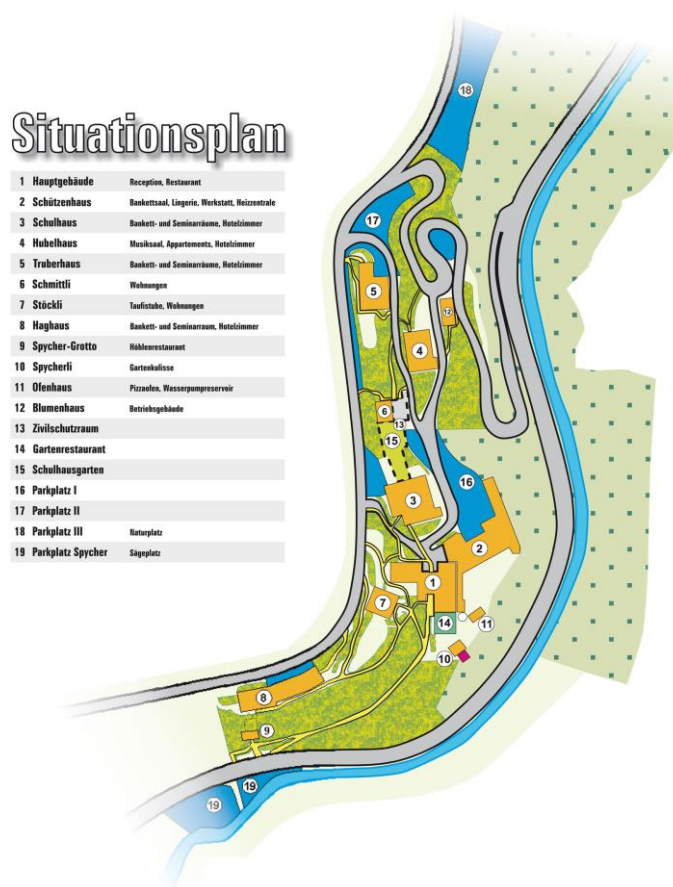 Situationsplan
1 Hauptgebäude Reception, Restaurant
2 Schützenhaus Bankettsaal, Lingerie, Werkstatt, Heizzentrale
3 Schulhaus Bankett- und Seminarräume, Hotelzimmer
4 Hubelhaus Musiksaal, Appartements, Hotelzimmer
5 Truberhaus Bankett- und Seminarräume, Hotelzimmer
6 Schmittli Wohnungen
7 Stöckli Taufistube, Wohnungen
8 Haghaus Bankett- und Seminarraum, Hotelzimmer
9 Spycher-Grotto Höhlenrestaurant
10 Spycherli Gartenkulisse
11 Ofenhaus Pizzaofen, Wasserpumpreservoir
12 Blumenhaus Betriebsgebäude
13 Zivilschutzraum
14 Gartenrestaurant
15 Schulhausgarten
16 Parkplatz I
17 Parkplatz II
18 Parkplatz III Naturplatz
19 Parkplatz Spycher Sägeplatz
18
17
5
12
4
6
13
15
16
3
2
1
7
14
11
10
8
9
19
19